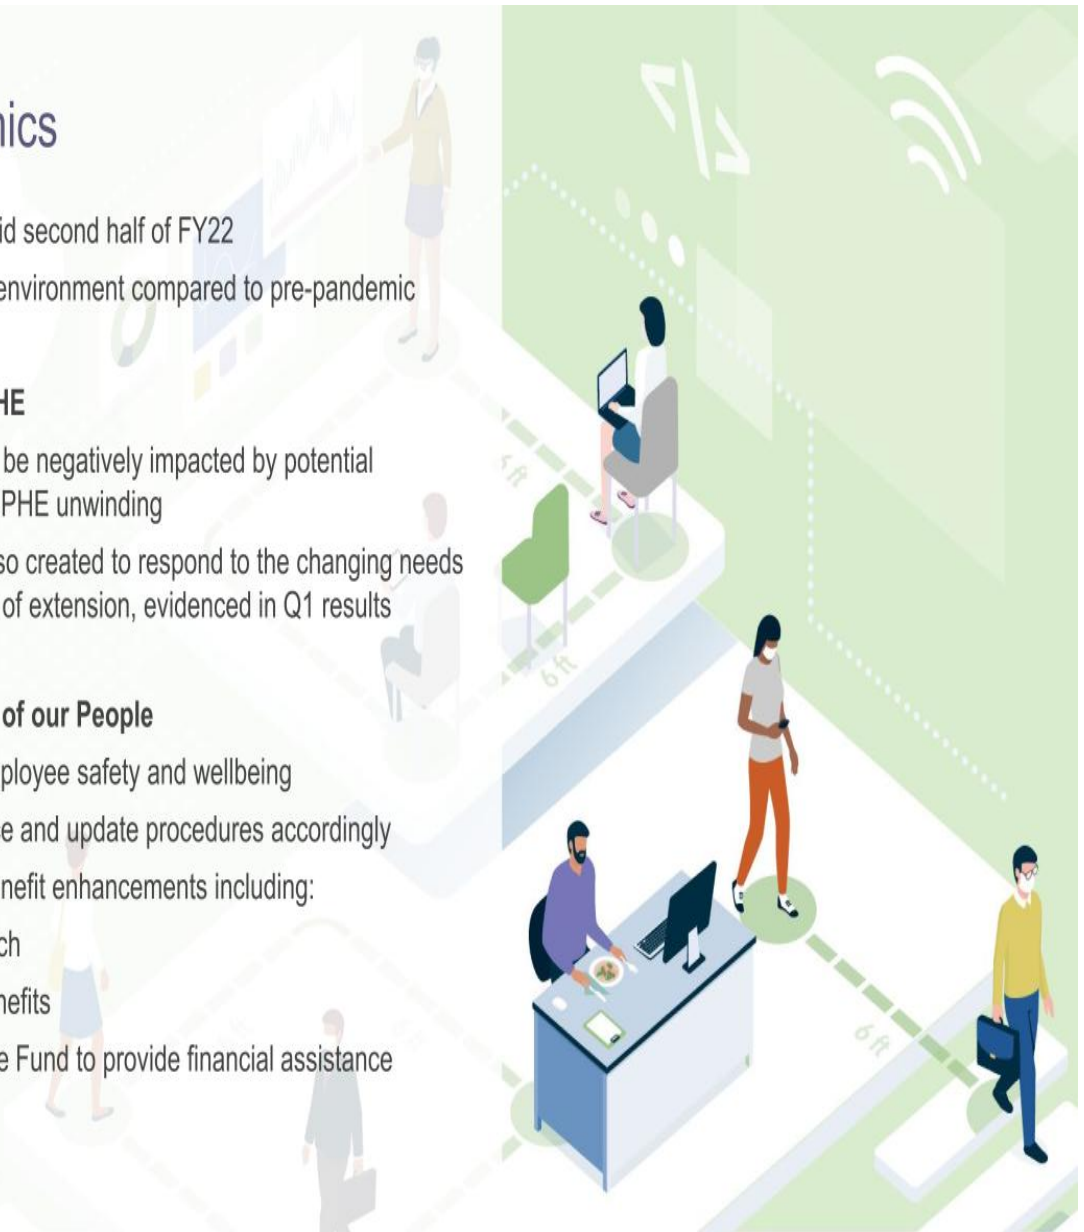 nics
id second half of FY22
environment compared to pre-pandemic
HE
be negatively impacted by potential
PHE unwinding
so created to respond to the changing needs
of extension, evidenced in Q1 results
of our People
ployee safety and wellbeing
e and update procedures accordingly
nefit enhancements including:
ch
nefits
e Fund to provide financial assistance
6 ft
6 ft
6 ft